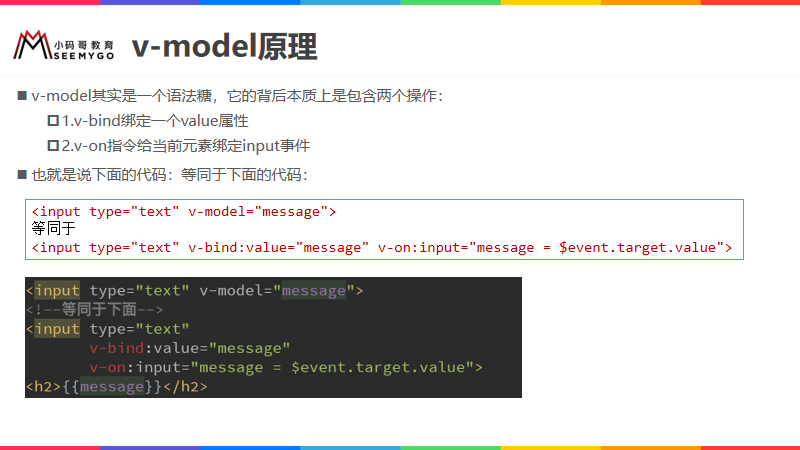 小码哥教育
SEEMYGO
v-model原理
v-model其实是一个语法糖，它的背后本质上是包含两个操作：
1.v-bind绑定一个value属性
2.v-on指令给当前元素绑定input事件
也就是说下面的代码：等同于下面的代码：
<input type="text" v-model="message">
等同于
<input type="text" v-bind:value="message" v-on:input="message = $event.target.value">
<input type="text" v-model="message">
<!--等同于下面-->
<input type="text"
v-bind:value="message"
v-on:input="message = $event.target.value">
<h2>{{message}}</h2>